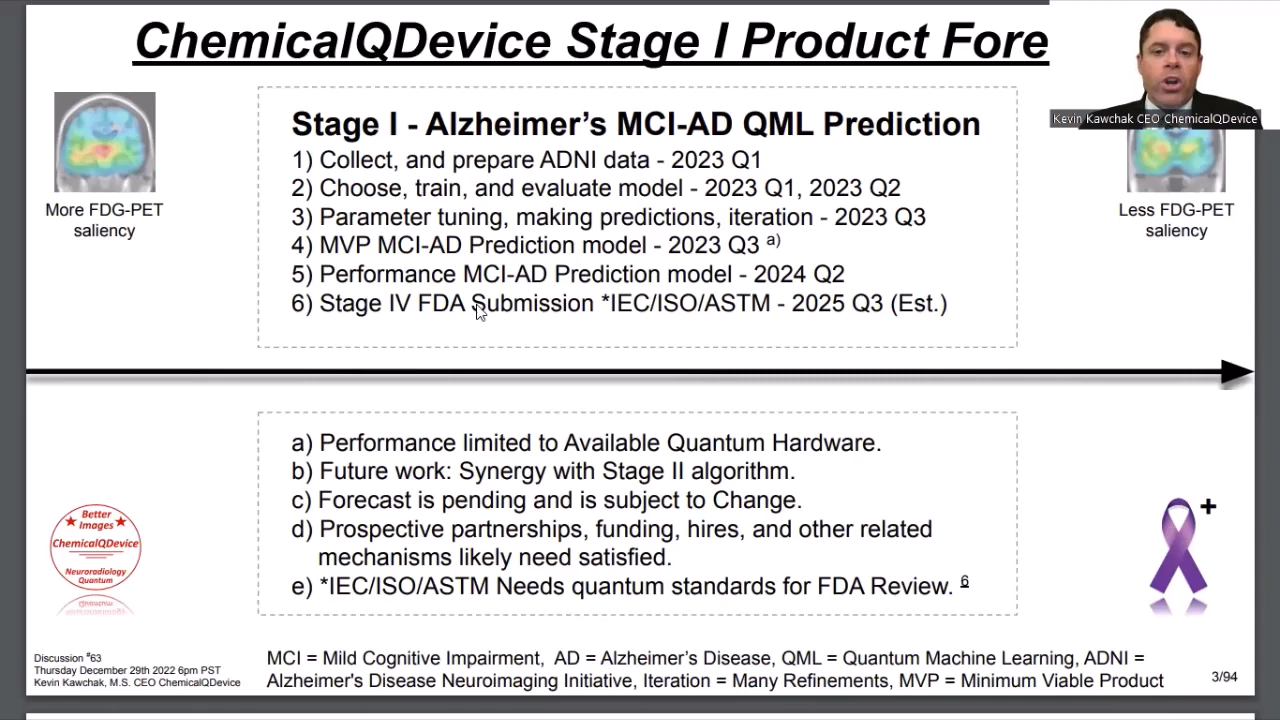 ChemicalQDevice Stage I Product Fore
Kevin Kawchak CEO ChemicalQDevice
More FDG-PET
saliency
Less FDG-PET
saliency
Stage I - Alzheimer’s MCI-AD QML Prediction
1) Collect, and prepare ADNI data - 2023 Q1
2) Choose, train, and evaluate model - 2023 Q1, 2023 Q2
3) Parameter tuning, making predictions, iteration - 2023 Q3
4) MVP MCI-AD Prediction model - 2023 Q3 a)
5) Performance MCI-AD Prediction model - 2024 Q2
6) Stage IV FDA Submission *IEC/ISO/ASTM - 2025 Q3 (Est.)
a) Performance limited to Available Quantum Hardware.
b) Future work: Synergy with Stage II algorithm.
c) Forecast is pending and is subject to Change.
d) Prospective partnerships, funding, hires, and other related
mechanisms likely need satisfied.
e) *IEC/ISO/ASTM Needs quantum standards for FDA Review. 6
Better
Images
ChemicalQDevice
Neuroradiology
Quantum
+
Discussion #63
Thursday December 29th 2022 6pm PST
Kevin Kawchak, M.S. CEO ChemicalQDevice
MCI = Mild Cognitive Impairment, AD = Alzheimer’s Disease, QML = Quantum Machine Learning, ADNI =
Alzheimer's Disease Neuroimaging Initiative, Iteration = Many Refinements, MVP = Minimum Viable Product
3/94